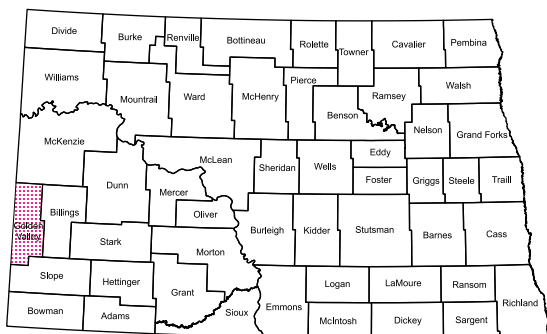 Divide
Burke
Renville
Bottineau
Rolette
Towner
Cavalier
Pembina
Williams
Mountrail
Ward
McHenry
Pierce
Benson
Ramsey
Walsh
McKenzie
McLean
Sheridan
Wells
Eddy
Foster
Nelson
Grand Forks
Dunn
Mercer
Oliver
Griggs
Steele
Traill
Golden
Valley
Billings
Stark
Morton
Burleigh
Kidder
Stutsman
Barnes
Cass
Slope
Hettinger
Grant
Sioux
Emmons
Logan
LaMoure
Ransom
Richland
Bowman
Adams
McIntosh
Dickey
Sargent